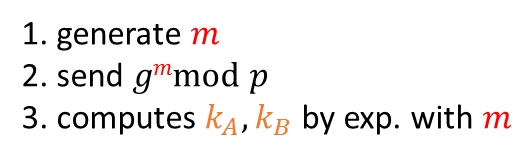 1. generate m
2. send g^m mod p
3. computes k_A, k_B by exp. with m